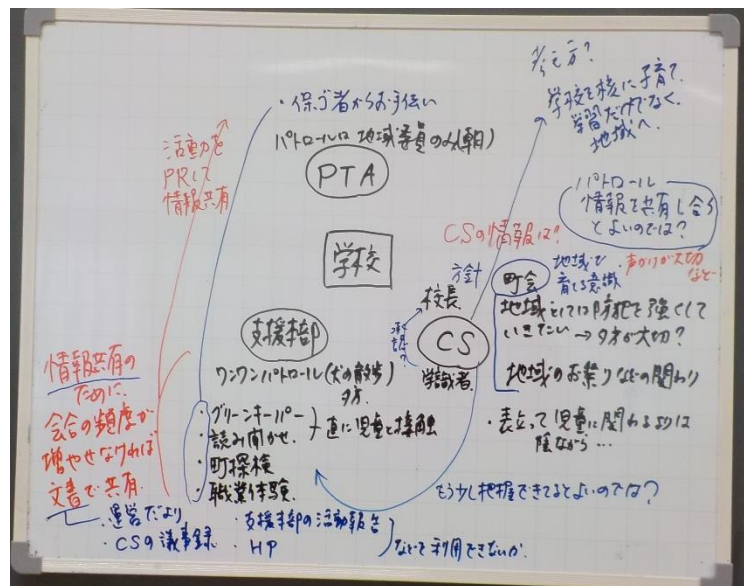 ・保ゴ者からお手伝い
パトロールは地域委員のみ(朝)
PTA
活動を
PRして
情報共有
考え方?
学校を核に子育て、
学習だけでなく、
地域へ。
パトロール
情報を共有し合う
とよいのでは?
CSの情報は?
学校
方針
校長
承認
CS
学識者
町会
地域で
育てる意識
・声かけが大切
など
地域としては防犯を強くして
いきたい → 夕方が大切?
地域のお祭りなどの関わり
・表立って児童に関わるよりは
陰ながら…
支援本部
ワンワンパトロール(犬の散歩)
夕方
・グリーンキーパー
・読み聞かせ
直に児童と接触
・町探検
・職業体験
もう少し把握できてるとよいのでは?
情報共有の
ために、
会合の頻度が
増やせなければ
文書で共有
・運営だより
・CSの議事録
・支援本部の活動報告
・HP
などで利用できないか